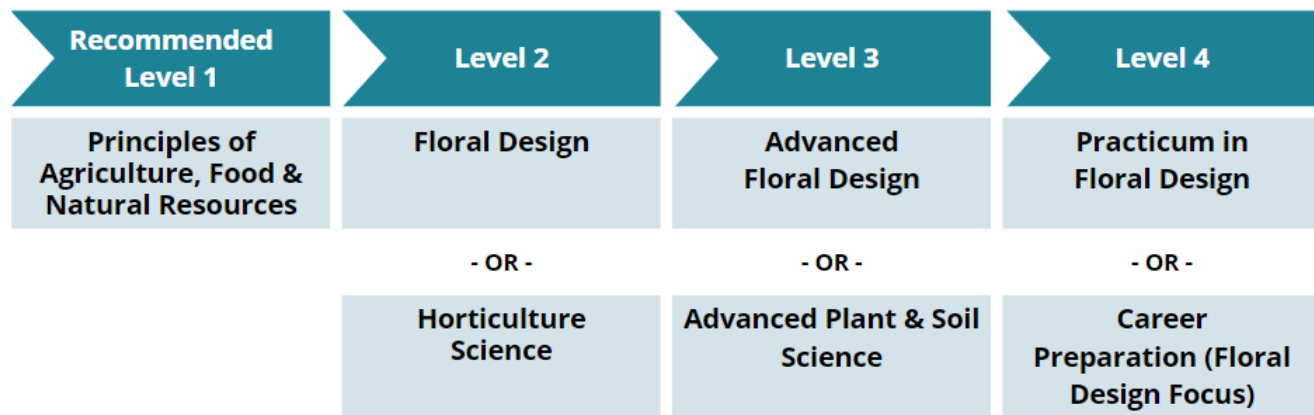 Recommended
Level 1
Level 2
Level 3
Level 4
Principles of
Agriculture, Food &
Natural Resources
Floral Design
Advanced
Floral Design
Practicum in
Floral Design
- OR -
- OR -
- OR -
Horticulture
Science
Advanced Plant & Soil
Science
Career
Preparation (Floral
Design Focus)